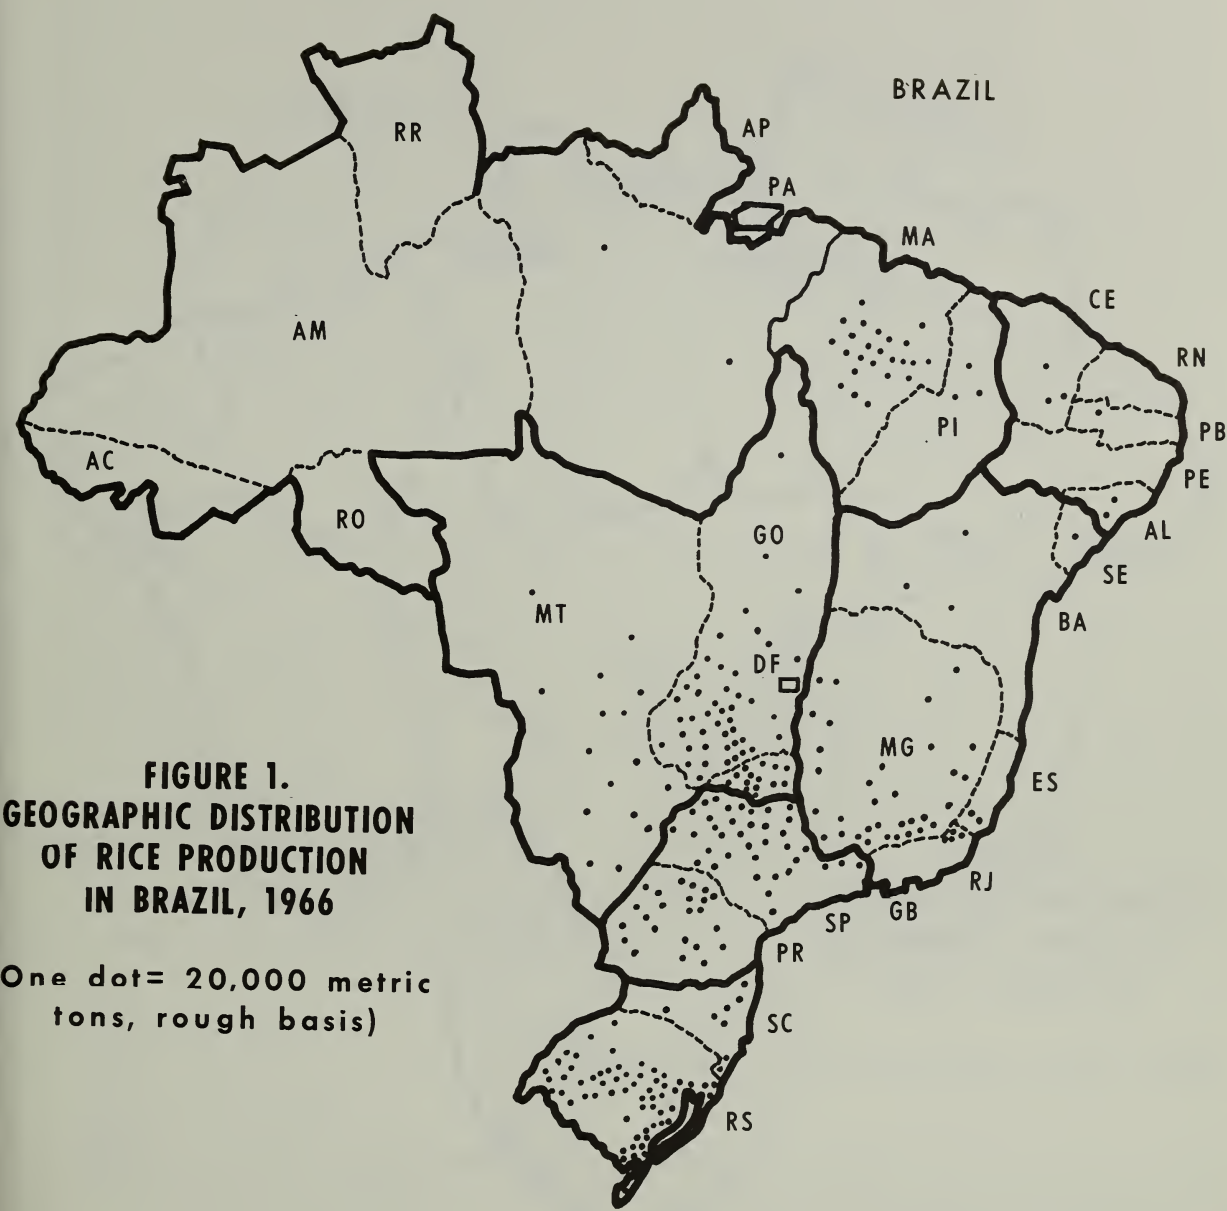 BRAZIL
RR
AP
PA
MA
CE
AM
RN
PI
PB
AC
PE
RO
GO
AL
SE
MT
BA
DF
MG
ES
FIGURE 1.
GEOGRAPHIC DISTRIBUTION
OF RICE PRODUCTION
IN BRAZIL, 1966
RJ
GB
SP
PR
One dot= 20,000 metric
tons, rough basis)
SC
RS